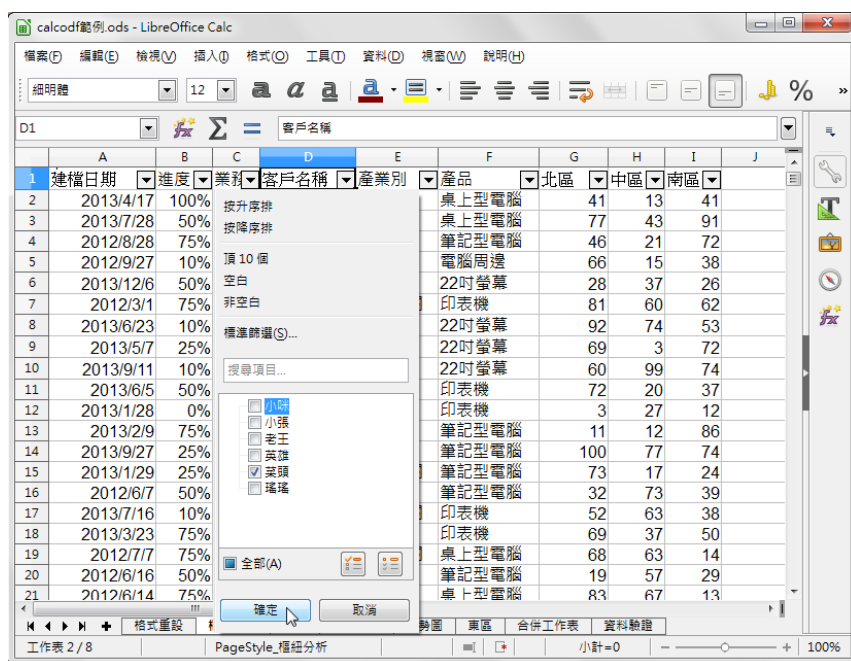 calcodf範例.ods - LibreOffice Calc
檔案(F) 編輯(E) 檢視(V) 插入(I) 格式(O) 工具(T) 資料(D) 視窗(W) 說明(H)
細明體 12 a a a a %
D1 客戶名稱
A B C D E F G H I J
1 建檔日期 進度 業務 客戶名稱 產業別 產品 北區 中區 南區
2 2013/4/17 100% 桌上型電腦 41 13 41
3 2013/7/28 50% 桌上型電腦 77 43 91
4 2012/8/28 75% 筆記型電腦 46 21 72
5 2012/9/27 10% 電腦周邊 66 15 38
6 2013/12/6 50% 22吋螢幕 28 37 26
7 2012/3/1 75% 印表機 81 60 62
8 2013/6/23 10% 22吋螢幕 92 74 53
9 2013/5/7 25% 22吋螢幕 69 3 72
10 2013/9/11 10% 22吋螢幕 60 99 74
11 2013/6/5 50% 印表機 72 20 37
12 2013/1/28 0% 印表機 3 27 12
13 2013/2/9 75% 筆記型電腦 11 12 86
14 2013/9/27 25% 筆記型電腦 100 77 74
15 2013/1/29 25% 筆記型電腦 73 17 24
16 2012/6/7 50% 筆記型電腦 32 73 39
17 2013/7/16 10% 印表機 52 63 38
18 2013/3/23 75% 印表機 69 37 50
19 2012/7/7 75% 桌上型電腦 68 63 14
20 2012/6/16 50% 筆記型電腦 19 57 29
21 2012/6/14 75% 桌上型電腦 83 67 13
按升序排
按降序排
頂 10 個
空白
非空白
標準篩選(S)...
搜尋項目...
小咪
小張
老王
英雄
菜頭
瑤瑤
全部(A)
確定 取消
格式重設 勢圖 東區 合併工作表 資料驗證
工作表 2 / 8 PageStyle_樞紐分析 小計=0 100%